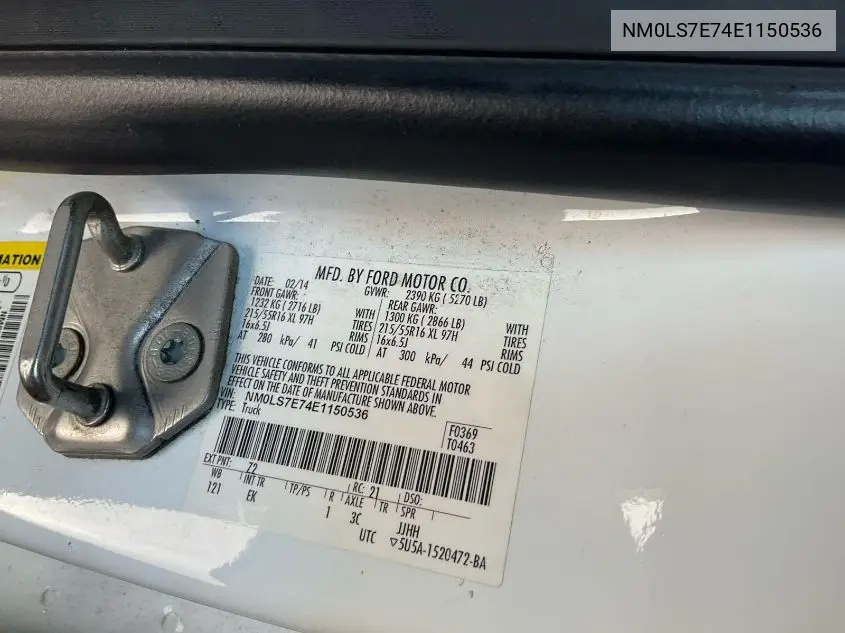 NM0LS7E74E1150536
MATION
MFD. BY FORD MOTOR CO.
DATE: 02/14 GVWR: 2390 KG ( 5270 LB)
FRONT GAWR: REAR GAWR:
1232 KG ( 2716 LB) WITH 1300 KG ( 2866 LB) WITH
215/55R16 XL 97H TIRES 215/55R16 XL 97H TIRES
16x6.5J RIMS 16x6.5J RIMS
AT 280 kPa/ 41 PSI COLD AT 300 kPa/ 44 PSI COLD
THIS VEHICLE CONFORMS TO ALL APPLICABLE FEDERAL MOTOR
VEHICLE SAFETY AND THEFT PREVENTION STANDARDS IN
EFFECT ON THE DATE OF MANUFACTURE SHOWN ABOVE.
VIN: NM0LS7E74E1150536
TYPE: Truck
F0369
T0463
EXT PNT: Z2 RC: 21 DSO:
WB INT TR TP/PS R AXLE TR SPR
121 EK 1 3C JJHH
UTC ▽5U5A-1520472-BA